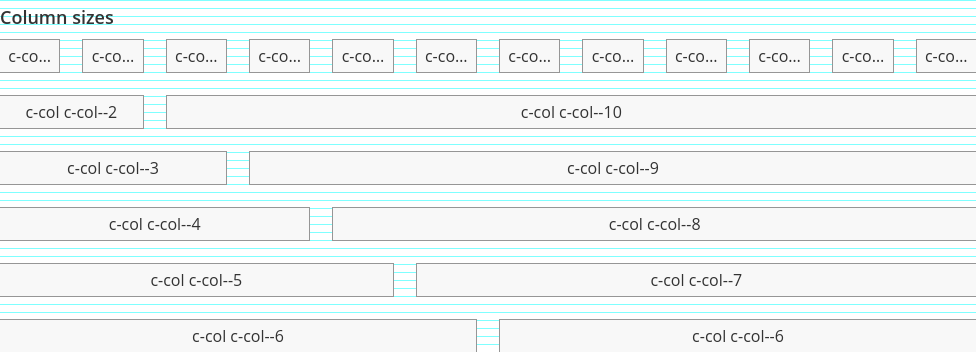 Column sizes
c-co... c-co... c-co... c-co... c-co... c-co... c-co... c-co... c-co... c-co... c-co... c-co...
c-col c-col--2 c-col c-col--10
c-col c-col--3 c-col c-col--9
c-col c-col--4 c-col c-col--8
c-col c-col--5 c-col c-col--7
c-col c-col--6 c-col c-col--6